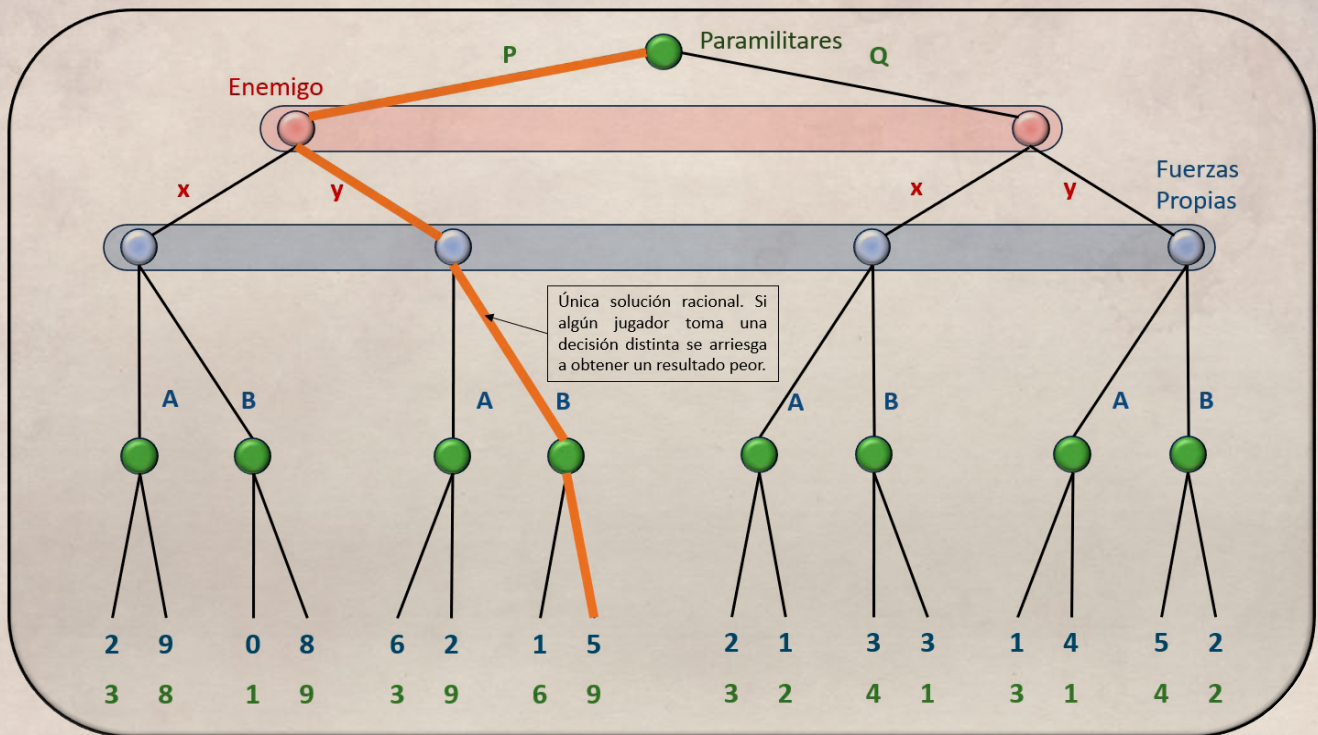 Paramilitares
P
Q
Enemigo
x
y
x
y
Fuerzas
Propias
Única solución racional. Si
algún jugador toma una
decisión distinta se arriesga
a obtener un resultado peor.
A
B
A
B
A
B
A
B
2 9 0 8 6 2 1 5 2 1 3 3 1 4 5 2
3 8 1 9 3 9 6 9 3 2 4 1 3 1 4 2